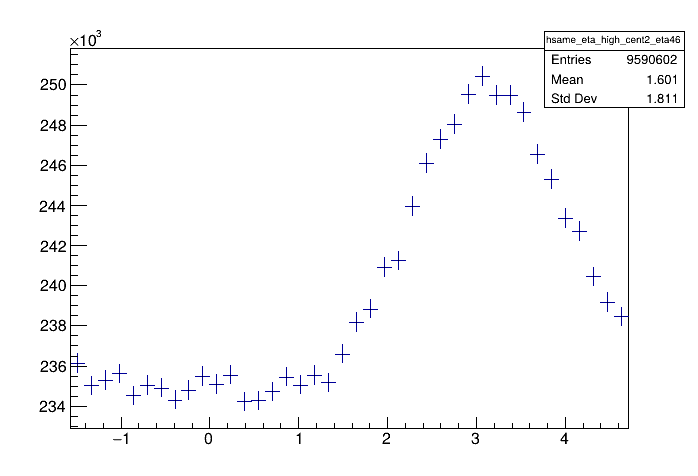 ×10³
hsame_eta_high_cent2_eta46
Entries 9590602
Mean 1.601
Std Dev 1.811
250
248
246
244
242
240
238
236
234
−1 0 1 2 3 4